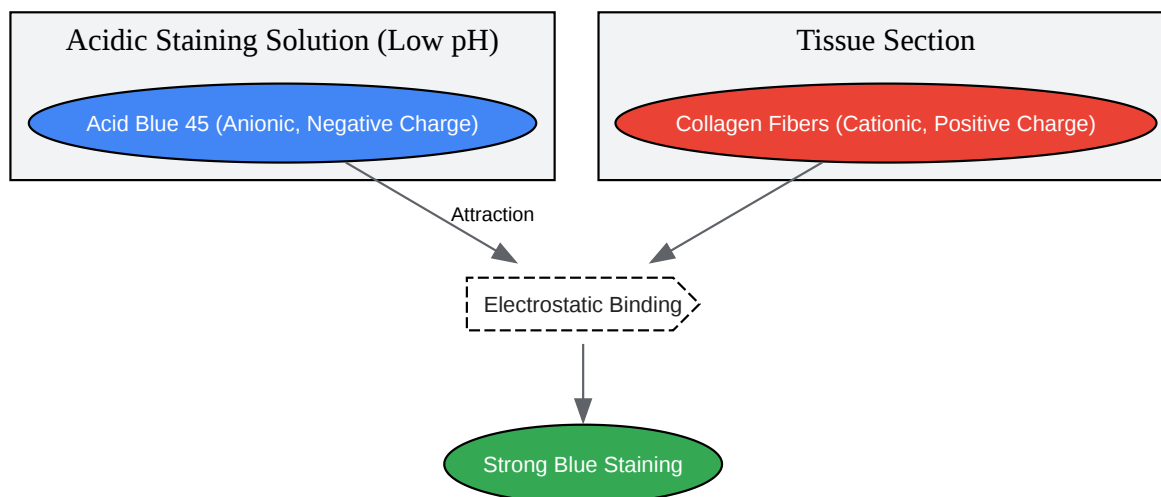 Acidic Staining Solution (Low pH)
Tissue Section
Acid Blue 45 (Anionic, Negative Charge)
Collagen Fibers (Cationic, Positive Charge)
Attraction
Electrostatic Binding
Strong Blue Staining